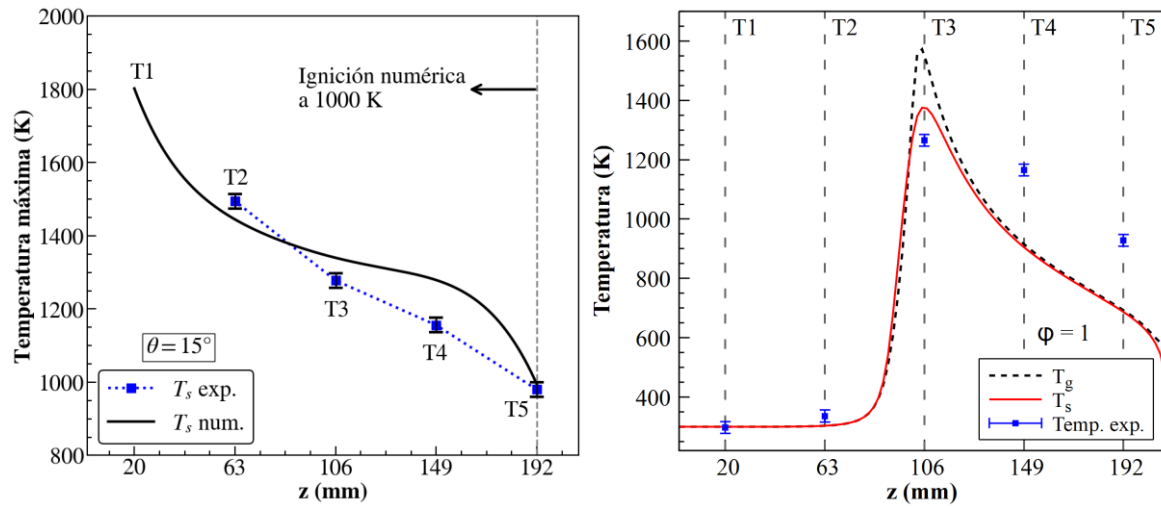 Temperatura máxima (K)
2000
1800
1600
1400
1200
1000
800
T1
T2
T3
T4
T5
Ignición numérica
a 1000 K
θ = 15°
Ts exp.
Ts num.
20 63 106 149 192
z (mm)
Temperatura (K)
1600
1400
1200
1000
800
600
400
T1 T2 T3 T4 T5
φ = 1
Tg
Ts
Temp. exp.
20 63 106 149 192
z (mm)